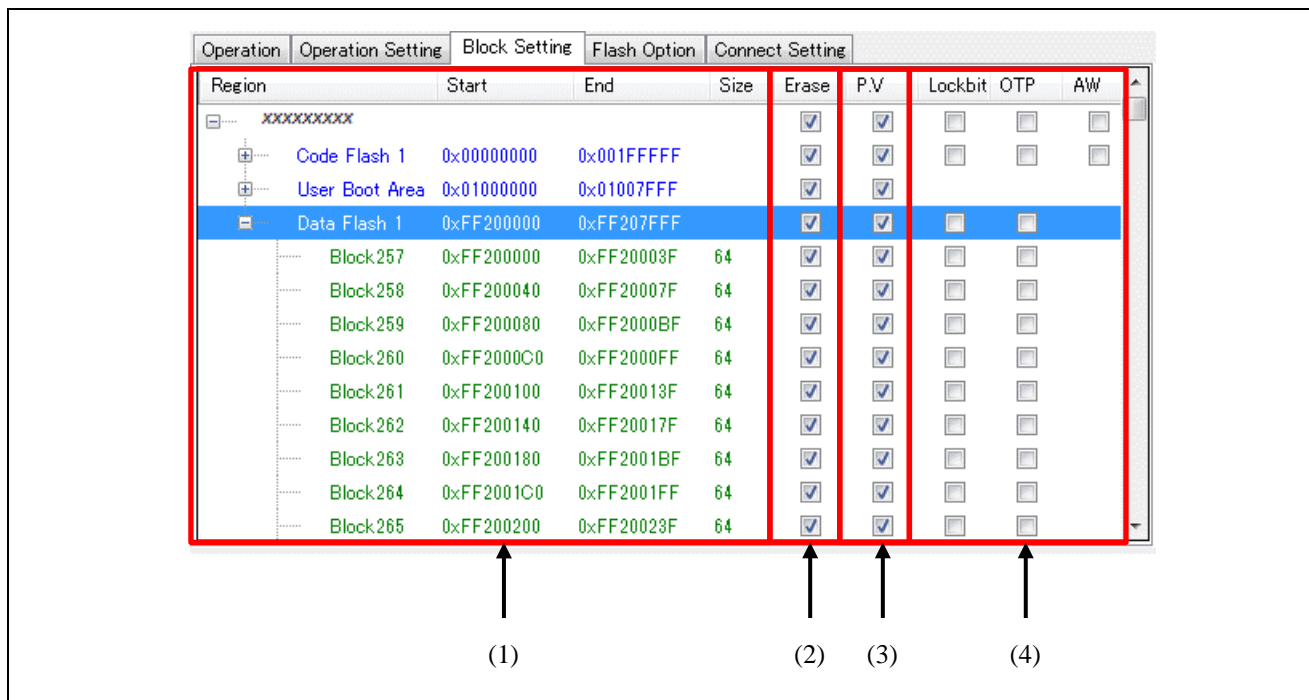 Operation Operation Setting Block Setting Flash Option Connect Setting
Region Start End Size Erase P.V Lockbit OTP AW
xxxxxxxxx
Code Flash 1 0x00000000 0x001FFFFF
User Boot Area 0x01000000 0x01007FFF
Data Flash 1 0xFF200000 0xFF207FFF
Block257 0xFF200000 0xFF20003F 64
Block258 0xFF200040 0xFF20007F 64
Block259 0xFF200080 0xFF2000BF 64
Block260 0xFF2000C0 0xFF2000FF 64
Block261 0xFF200100 0xFF20013F 64
Block262 0xFF200140 0xFF20017F 64
Block263 0xFF200180 0xFF2001BF 64
Block264 0xFF2001C0 0xFF2001FF 64
Block265 0xFF200200 0xFF20023F 64
(1) (2) (3) (4)